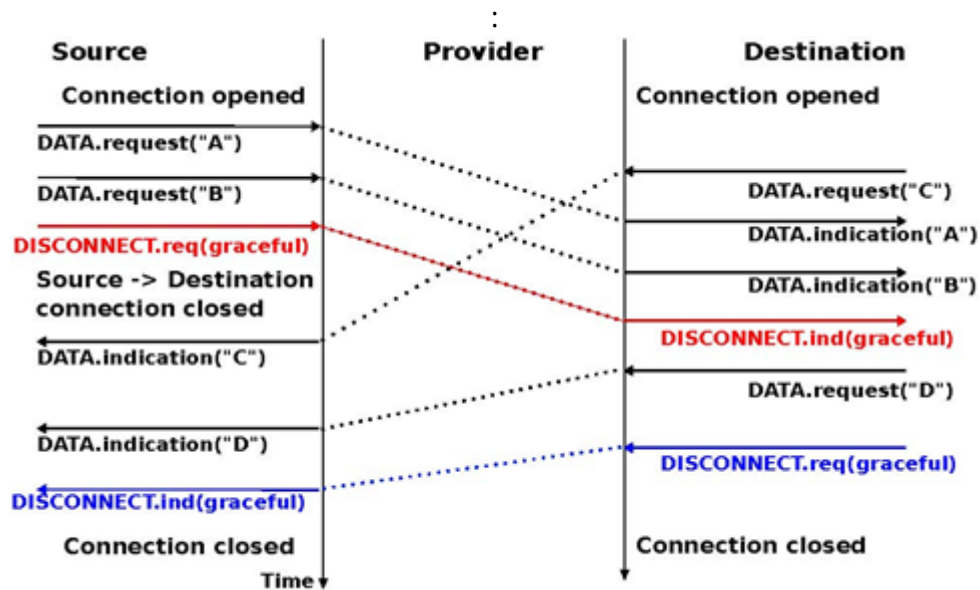 :
Source Provider Destination
Connection opened Connection opened
DATA.request("A")
DATA.request("B") DATA.request("C")
DISCONNECT.req(graceful) DATA.indication("A")
Source -> Destination DATA.indication("B")
connection closed
DATA.indication("C") DISCONNECT.ind(graceful)
DATA.request("D")
DATA.indication("D")
DISCONNECT.req(graceful)
DISCONNECT.ind(graceful)
Connection closed Connection closed
Time